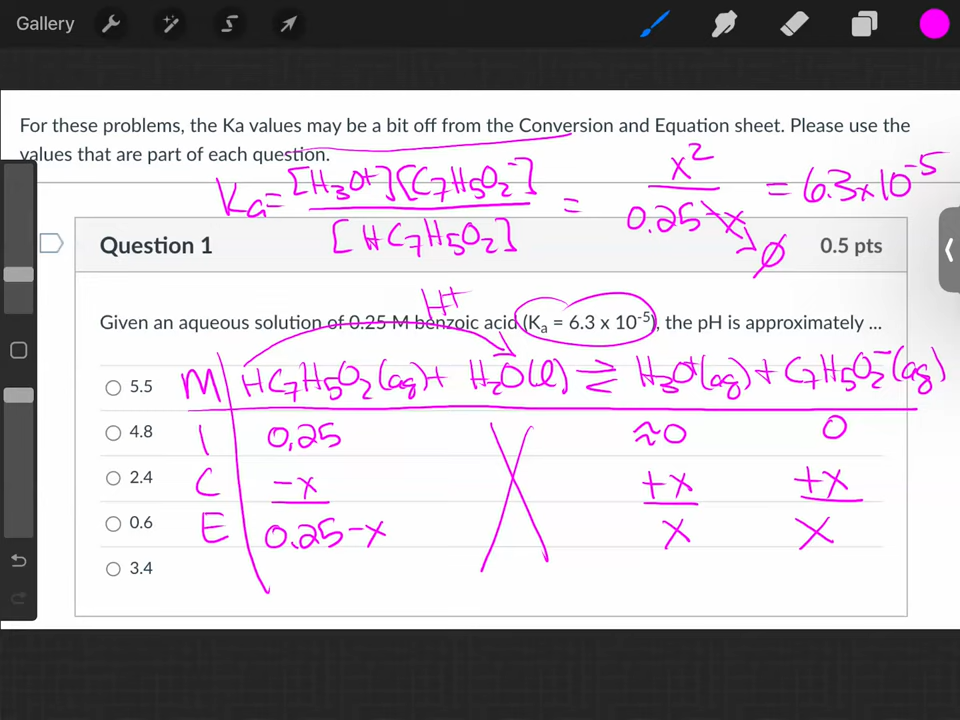 Gallery
For these problems, the Ka values may be a bit off from the Conversion and Equation sheet. Please use the
values that are part of each question.
Ka = [H₃O⁺][C₇H₅O₂⁻] / [HC₇H₅O₂] = x² / 0.25 - x = 6.3 x 10⁻⁵
∅
Question 1 0.5 pts
H⁺
Given an aqueous solution of 0.25 M benzoic acid (Kₐ = 6.3 x 10⁻⁵), the pH is approximately ...
5.5
M HC₇H₅O₂(aq) + H₂O(l) ⇌ H₃O⁺(aq) + C₇H₅O₂⁻(aq)
4.8
I 0.25 ≈0 0
2.4
C -x +x +x
0.6
E 0.25-x x x
3.4